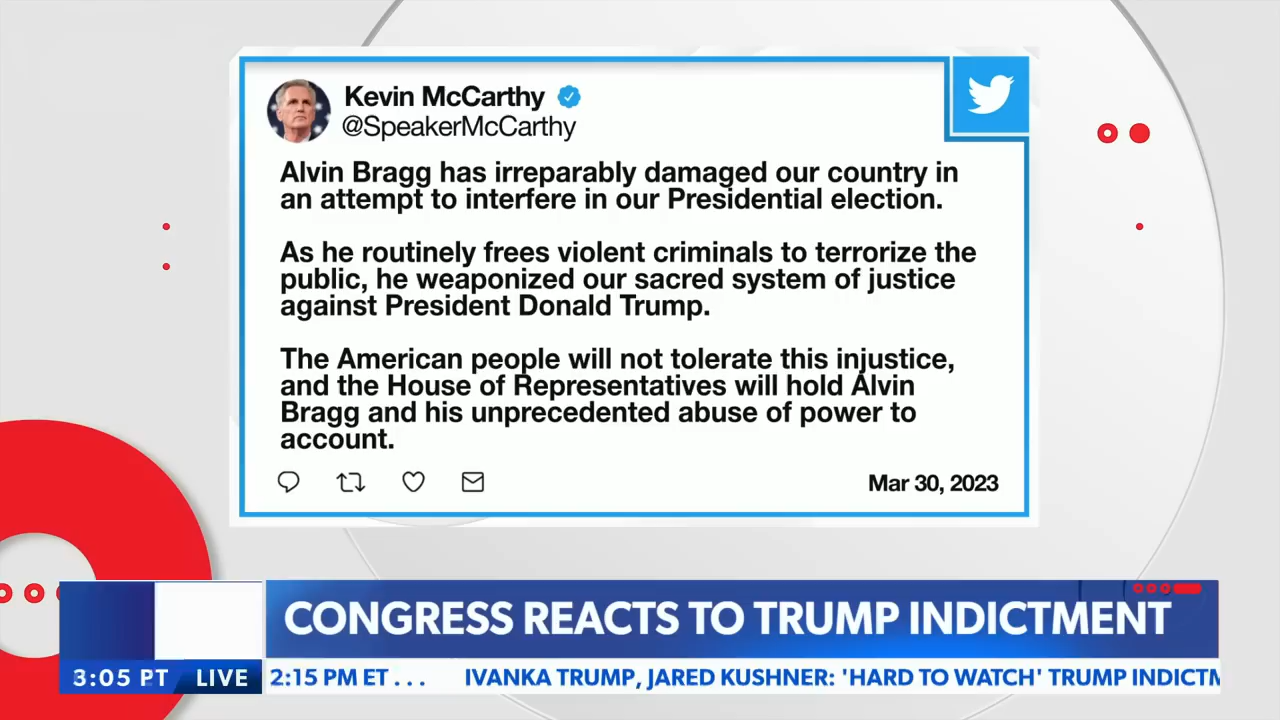 Kevin McCarthy
@SpeakerMcCarthy
Alvin Bragg has irreparably damaged our country in
an attempt to interfere in our Presidential election.
As he routinely frees violent criminals to terrorize the
public, he weaponized our sacred system of justice
against President Donald Trump.
The American people will not tolerate this injustice,
and the House of Representatives will hold Alvin
Bragg and his unprecedented abuse of power to
account.
Mar 30, 2023
CONGRESS REACTS TO TRUMP INDICTMENT
3:05 PT LIVE
2:15 PM ET . . . IVANKA TRUMP, JARED KUSHNER: 'HARD TO WATCH' TRUMP INDICTM